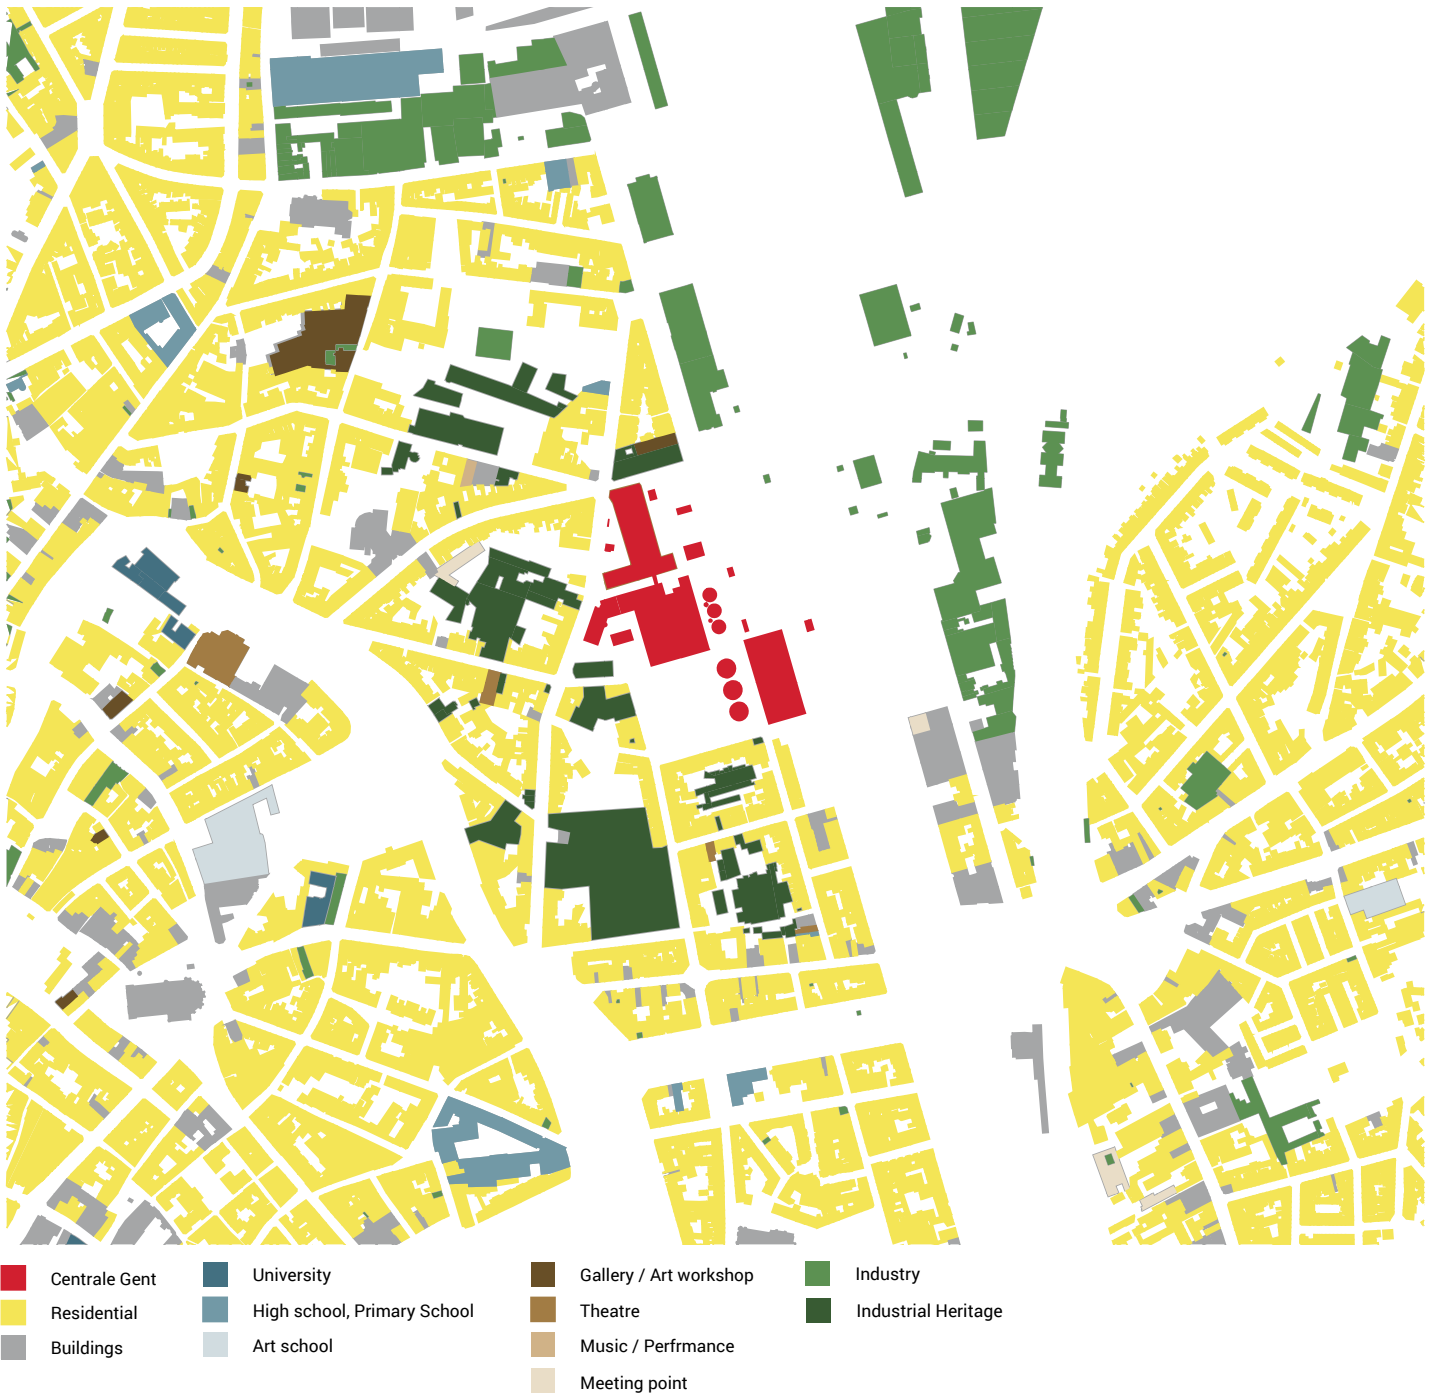 Centrale Gent
Residential
Buildings
University
High school, Primary School
Art school
Gallery / Art workshop
Theatre
Music / Perfrmance
Meeting point
Industry
Industrial Heritage